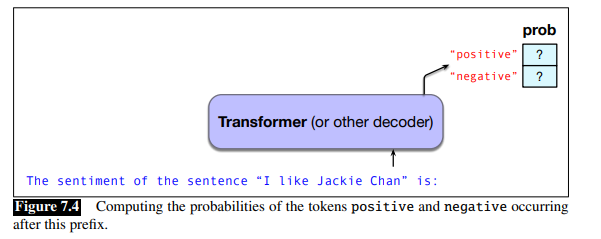 prob
"positive" ?
"negative" ?
Transformer (or other decoder)
The sentiment of the sentence “I like Jackie Chan” is:
Figure 7.4 Computing the probabilities of the tokens positive and negative occurring
after this prefix.